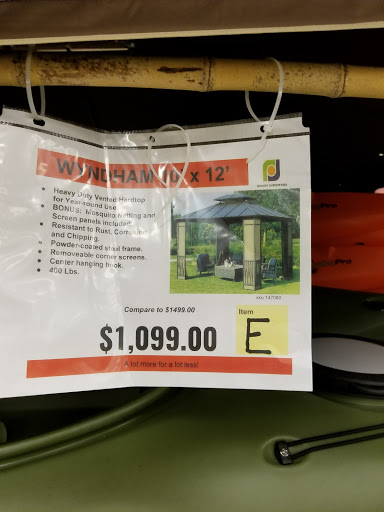 WYNDHAM 10' x 12'
• Heavy Duty Vented Hardtop
for Year-round Use
• BONUS: Mosquito Netting and
Screen panels included
• Resistant to Rust, Corrosion
and Chipping.
• Powder-coated steel frame.
• Removeable corner screens.
• Center hanging hook.
• 400 Lbs.
sku 147080
Compare to $1499.00
$1,099.00
Item
E
A lot more for a lot less!
Pro